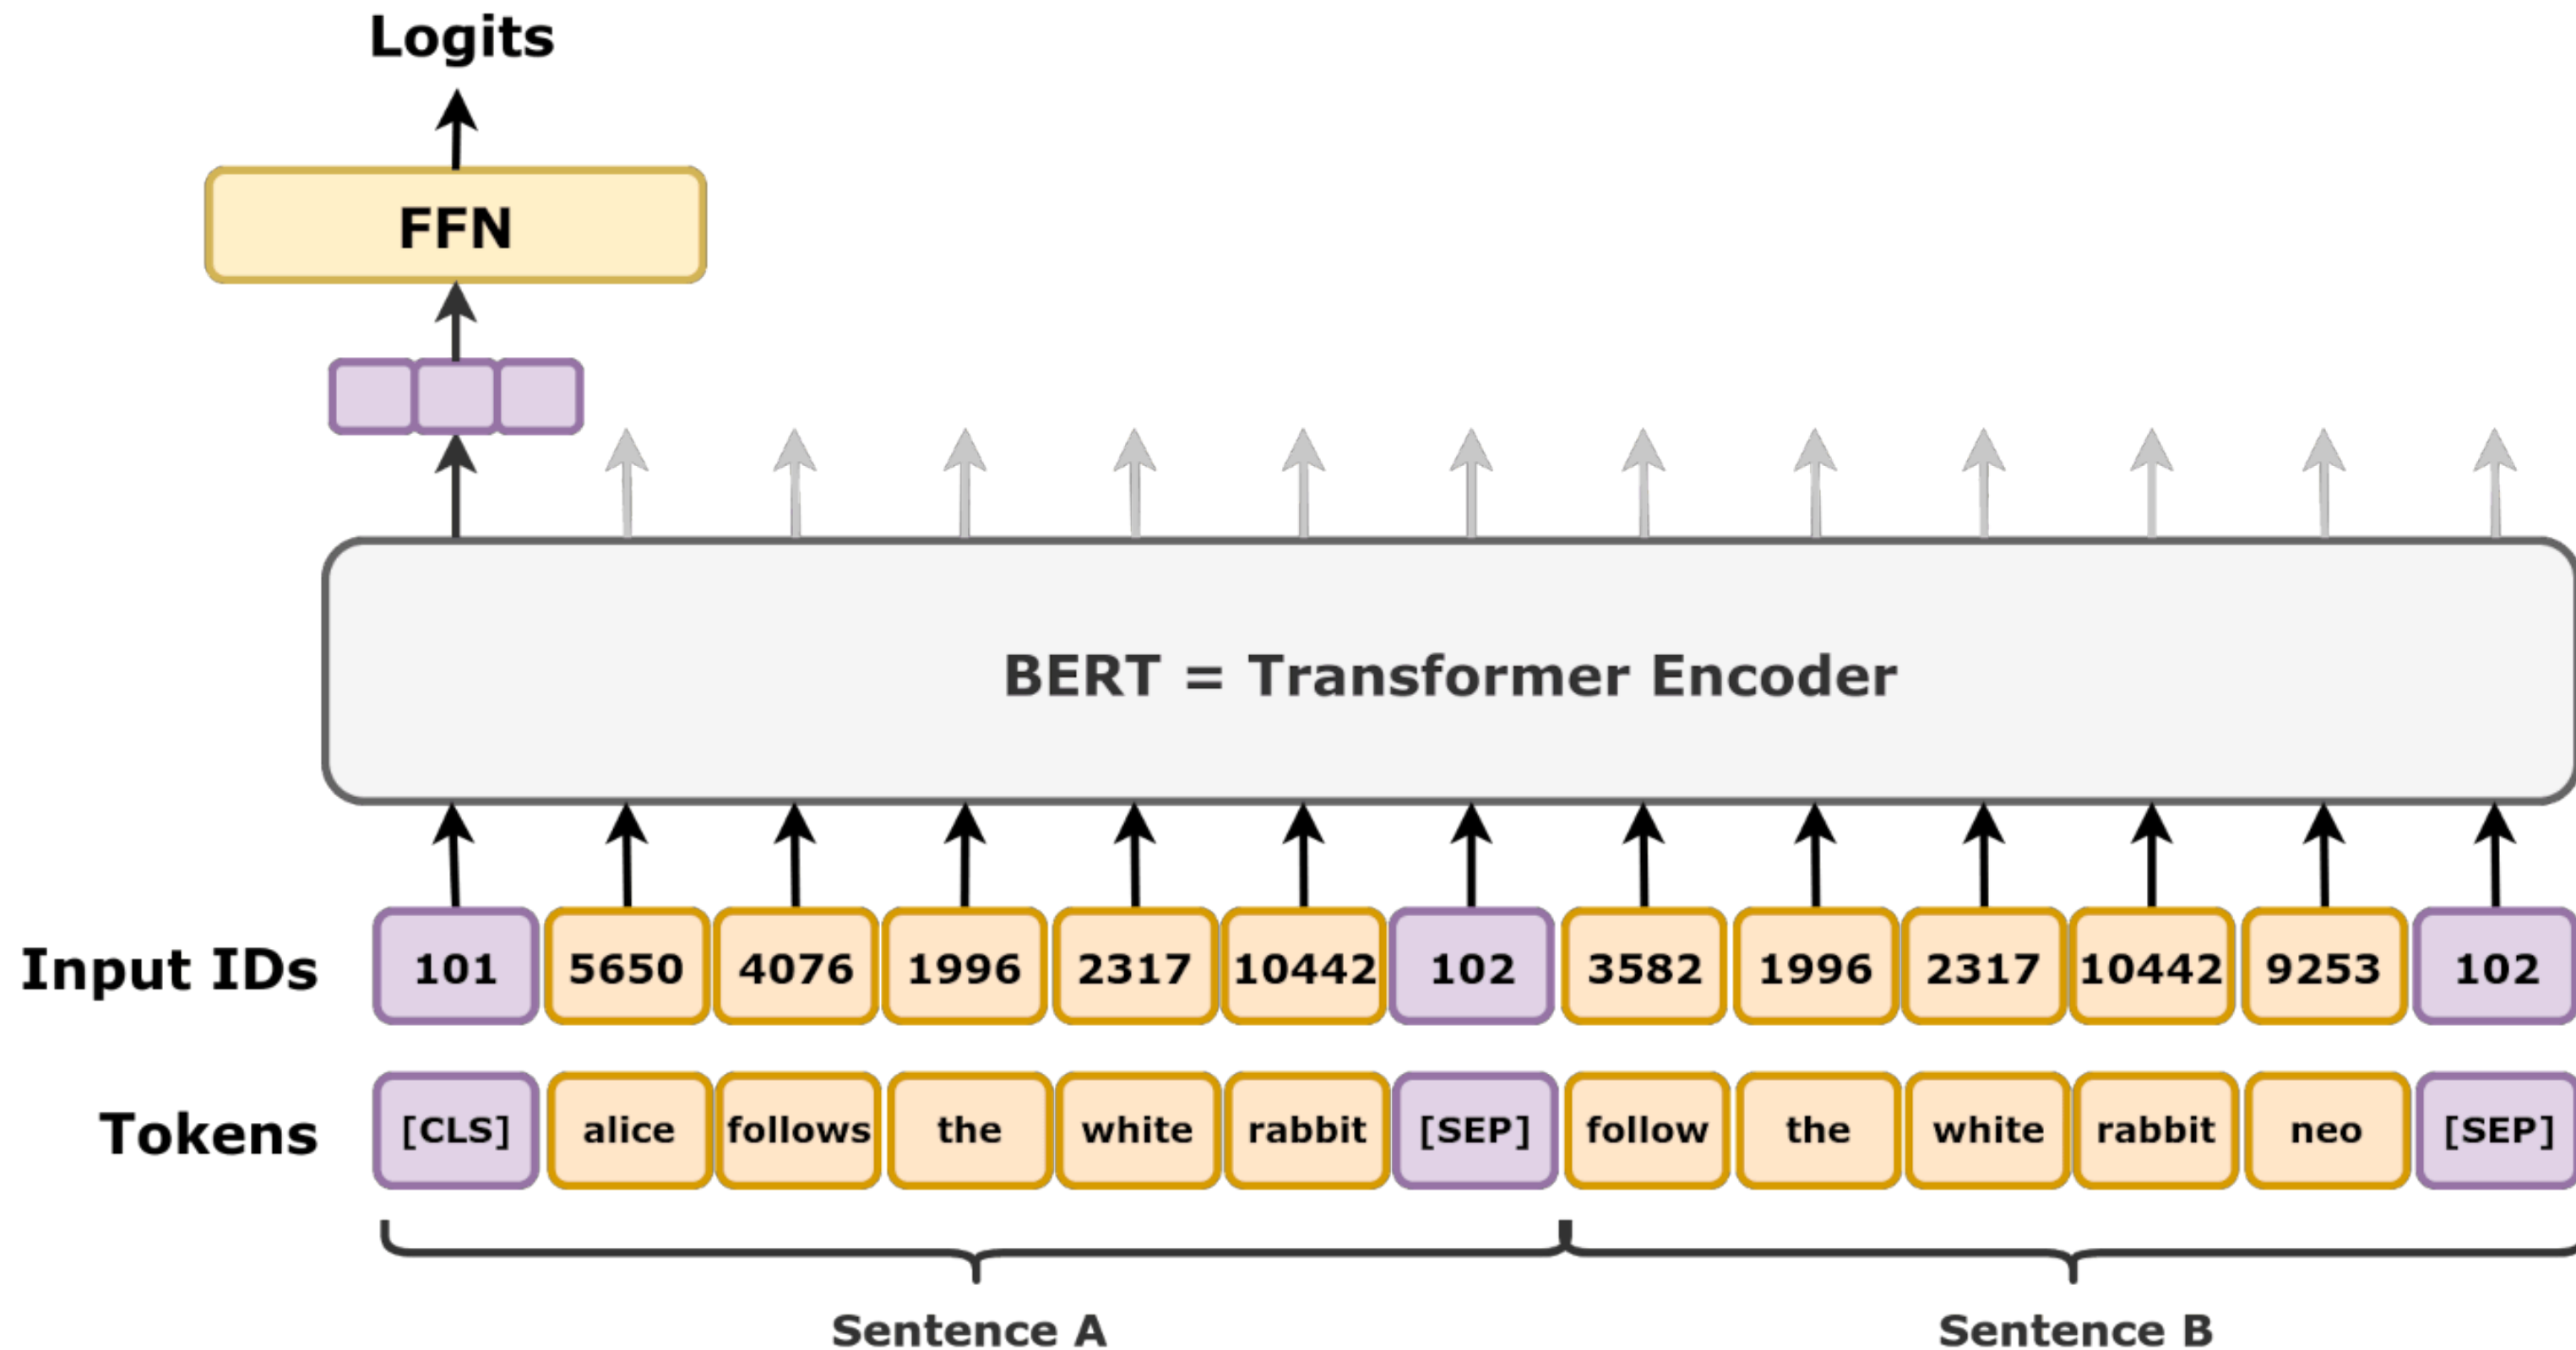 Logits
FFN
BERT = Transformer Encoder
Input IDs 101 5650 4076 1996 2317 10442 102 3582 1996 2317 10442 9253 102
Tokens [CLS] alice follows the white rabbit [SEP] follow the white rabbit neo [SEP]
Sentence A Sentence B